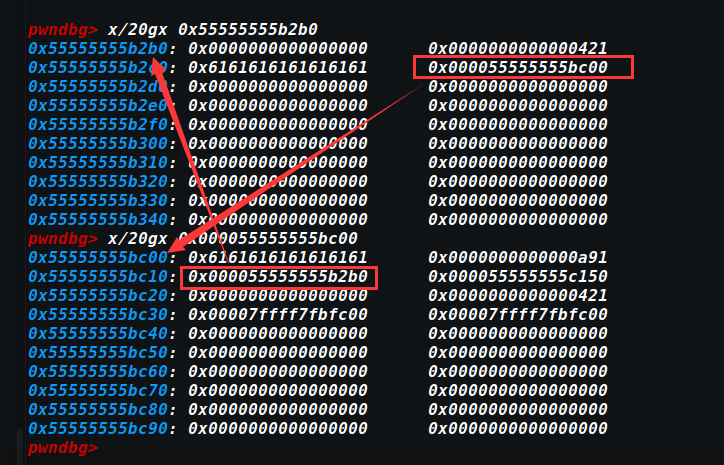 pwndbg> x/20gx 0x55555555b2b0
0x55555555b2b0: 0x0000000000000000 0x0000000000000421
0x55555555b2c0: 0x6161616161616161 0x000055555555bc00
0x55555555b2d0: 0x0000000000000000 0x0000000000000000
0x55555555b2e0: 0x0000000000000000 0x0000000000000000
0x55555555b2f0: 0x0000000000000000 0x0000000000000000
0x55555555b300: 0x0000000000000000 0x0000000000000000
0x55555555b310: 0x0000000000000000 0x0000000000000000
0x55555555b320: 0x0000000000000000 0x0000000000000000
0x55555555b330: 0x0000000000000000 0x0000000000000000
0x55555555b340: 0x0000000000000000 0x0000000000000000
pwndbg> x/20gx 0x000055555555bc00
0x55555555bc00: 0x6161616161616161 0x0000000000000a91
0x55555555bc10: 0x000055555555b2b0 0x000055555555c150
0x55555555bc20: 0x0000000000000000 0x0000000000000421
0x55555555bc30: 0x00007ffff7fbfc00 0x00007ffff7fbfc00
0x55555555bc40: 0x0000000000000000 0x0000000000000000
0x55555555bc50: 0x0000000000000000 0x0000000000000000
0x55555555bc60: 0x0000000000000000 0x0000000000000000
0x55555555bc70: 0x0000000000000000 0x0000000000000000
0x55555555bc80: 0x0000000000000000 0x0000000000000000
0x55555555bc90: 0x0000000000000000 0x0000000000000000
pwndbg>